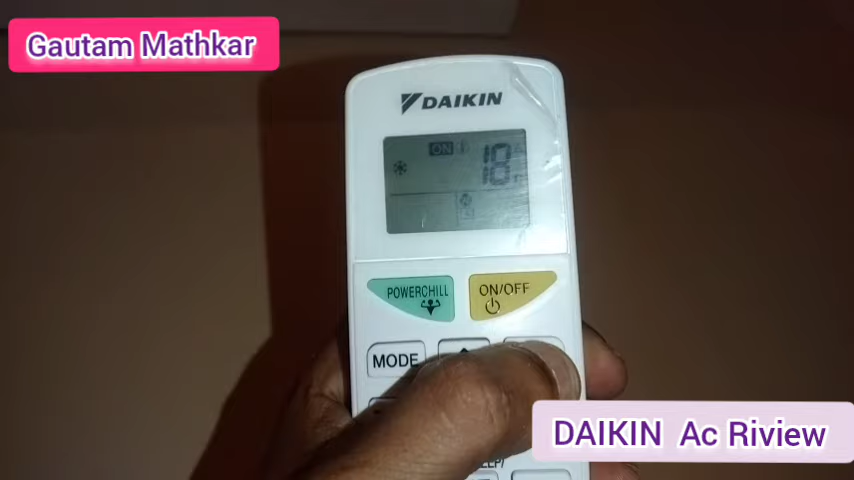 Gautam Mathkar
DAIKIN
ON
18
POWERCHILL
ON/OFF
MODE
DAIKIN Ac Riview